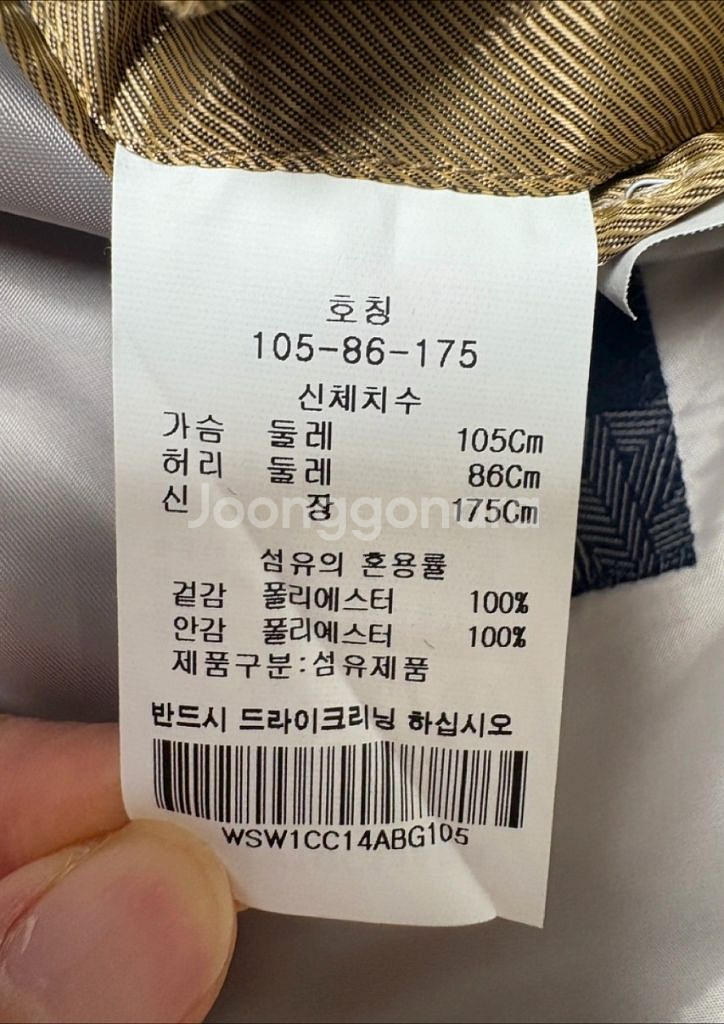 호칭
105-86-175
신체치수
가슴 둘레 105Cm
허리 둘레 86Cm
신 장 175Cm
Joonggonara
섬유의 혼용률
겉감 폴리에스터 100%
안감 폴리에스터 100%
제품구분:섬유제품
반드시 드라이크리닝 하십시오
WSW1CC14ABG105